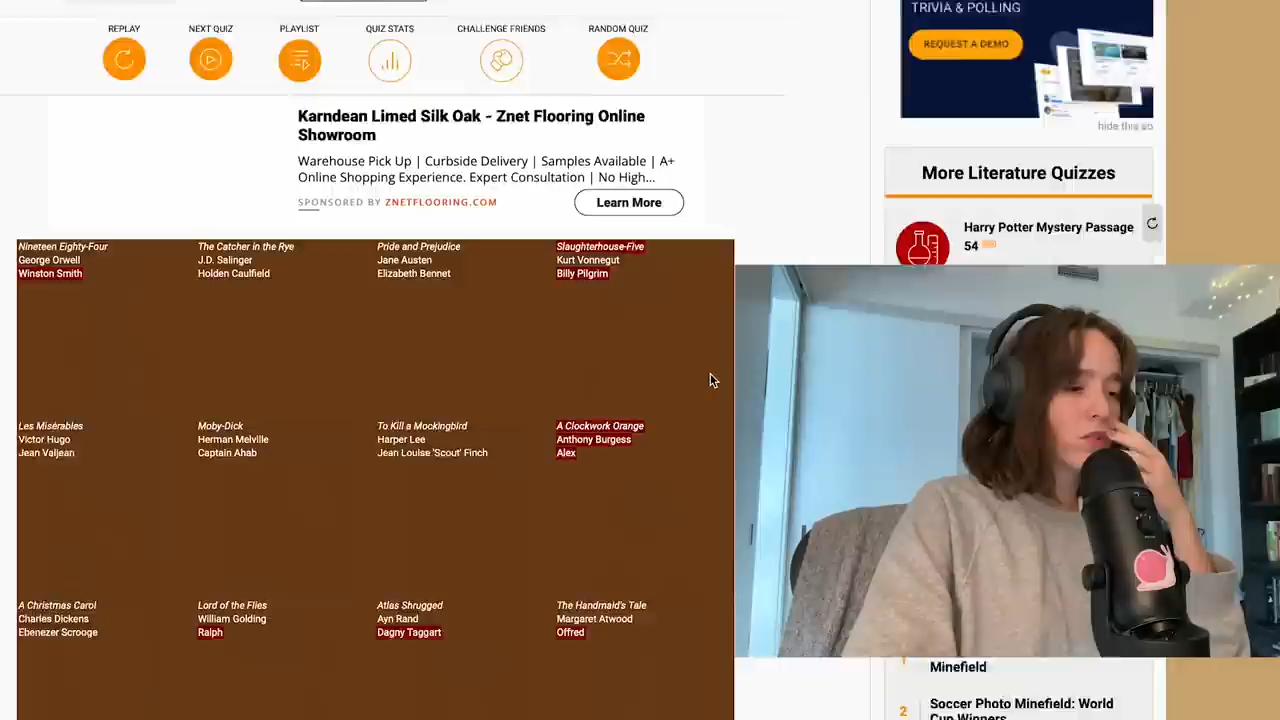 REPLAY
NEXT QUIZ
PLAYLIST
QUIZ STATS
CHALLENGE FRIENDS
RANDOM QUIZ
TRIVIA & POLLING
REQUEST A DEMO
hide this ad
Karndean Limed Silk Oak - Znet Flooring Online
Showroom
Warehouse Pick Up | Curbside Delivery | Samples Available | A+
Online Shopping Experience. Expert Consultation | No High...
SPONSORED BY ZNETFLOORING.COM
Learn More
More Literature Quizzes
Harry Potter Mystery Passage
54
Nineteen Eighty-Four
George Orwell
Winston Smith
The Catcher in the Rye
J.D. Salinger
Holden Caulfield
Pride and Prejudice
Jane Austen
Elizabeth Bennet
Slaughterhouse-Five
Kurt Vonnegut
Billy Pilgrim
Les Misérables
Victor Hugo
Jean Valjean
Moby-Dick
Herman Melville
Captain Ahab
To Kill a Mockingbird
Harper Lee
Jean Louise 'Scout' Finch
A Clockwork Orange
Anthony Burgess
Alex
A Christmas Carol
Charles Dickens
Ebenezer Scrooge
Lord of the Flies
William Golding
Ralph
Atlas Shrugged
Ayn Rand
Dagny Taggart
The Handmaid's Tale
Margaret Atwood
Offred
Minefield
2
Soccer Photo Minefield: World
Cup Winners